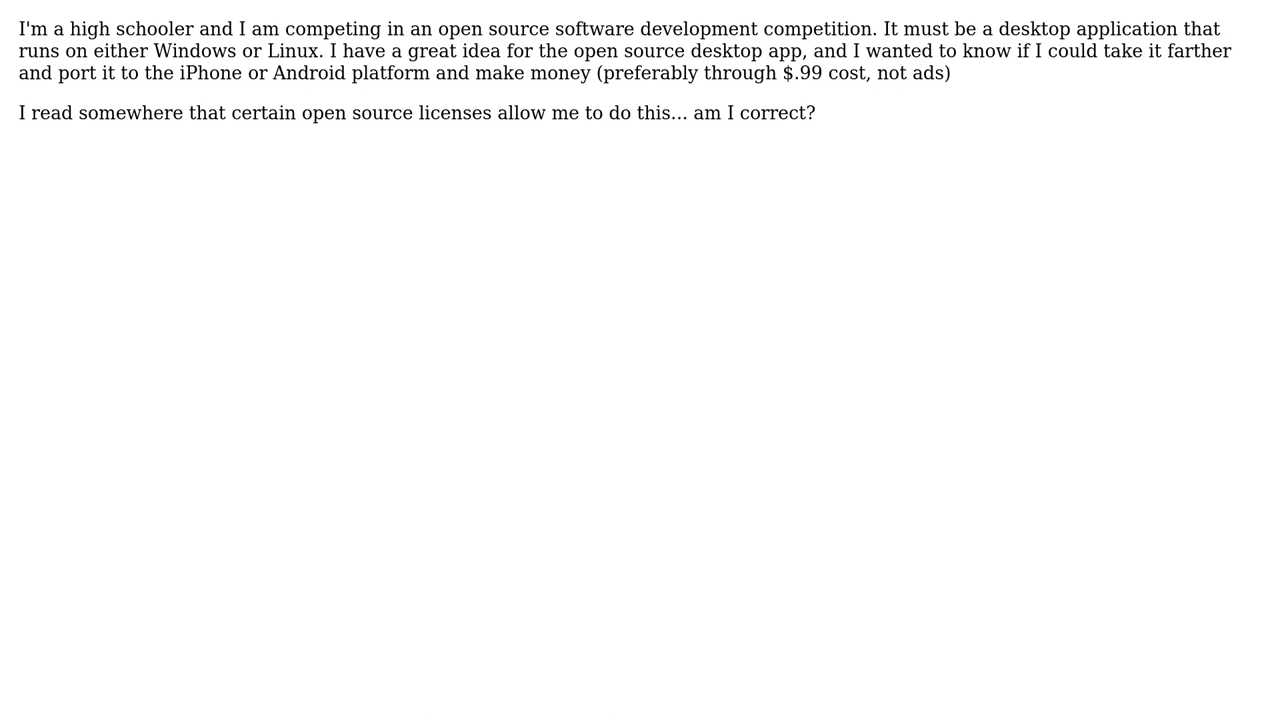 I'm a high schooler and I am competing in an open source software development competition. It must be a desktop application that
runs on either Windows or Linux. I have a great idea for the open source desktop app, and I wanted to know if I could take it farther
and port it to the iPhone or Android platform and make money (preferably through $.99 cost, not ads)
I read somewhere that certain open source licenses allow me to do this... am I correct?